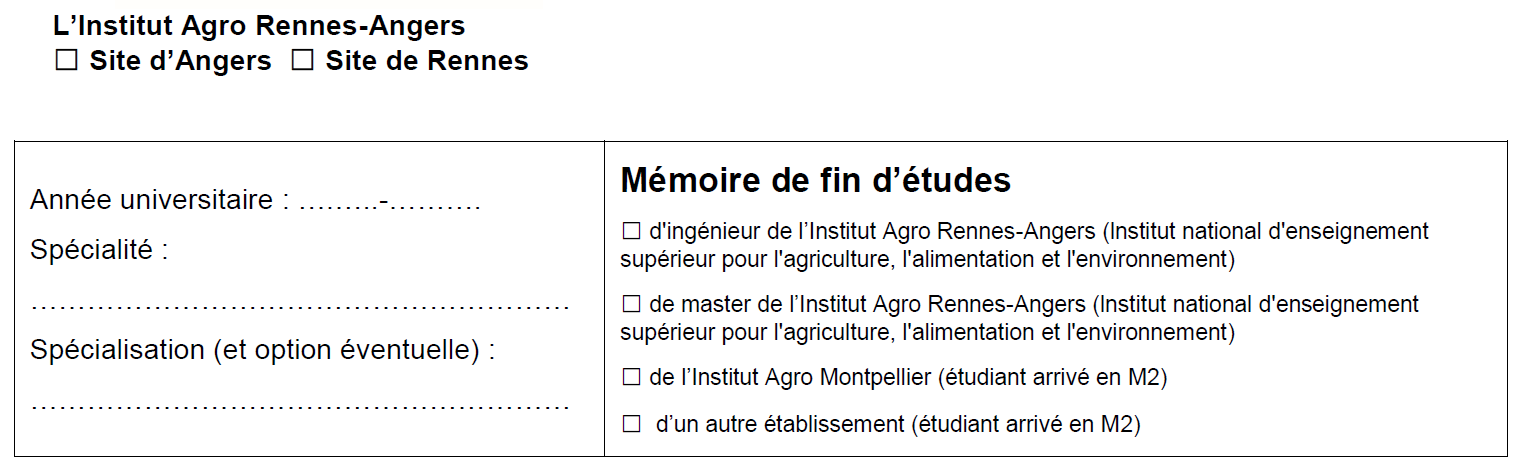 L’Institut Agro Rennes-Angers
☐ Site d’Angers ☐ Site de Rennes
Année universitaire : ……...-……….
Spécialité :
…………………………………………………
Spécialisation (et option éventuelle) :
…………………………………………………
Mémoire de fin d’études
☐ d'ingénieur de l’Institut Agro Rennes-Angers (Institut national d'enseignement
supérieur pour l'agriculture, l'alimentation et l'environnement)
☐ de master de l’Institut Agro Rennes-Angers (Institut national d'enseignement
supérieur pour l'agriculture, l'alimentation et l'environnement)
☐ de l’Institut Agro Montpellier (étudiant arrivé en M2)
☐ d’un autre établissement (étudiant arrivé en M2)